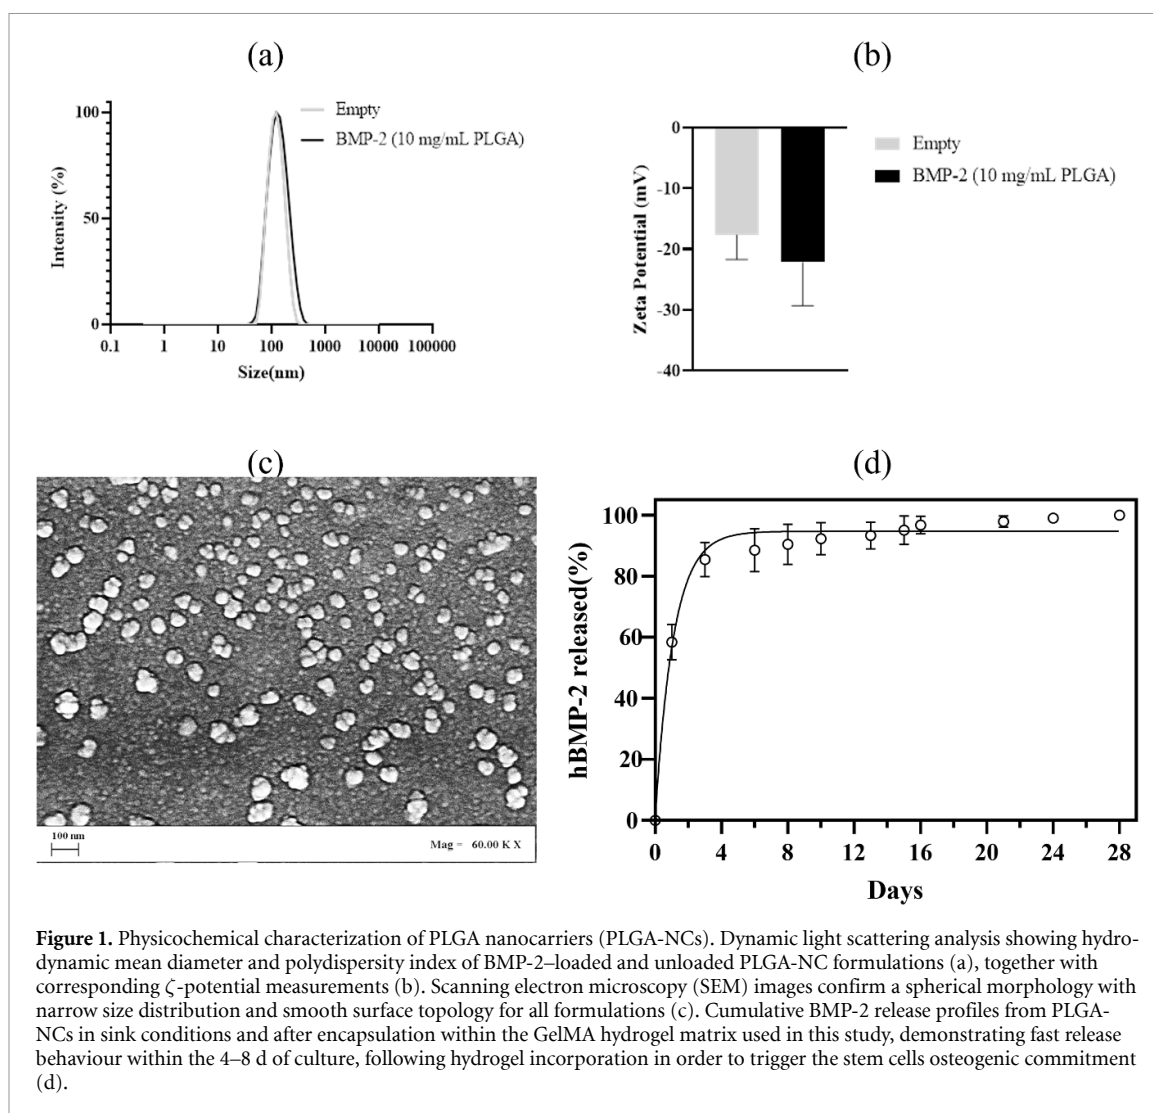 (a)
100
50
0
Intensity (%)
0.1 1 10 100 1000 10000 100000
Size(nm)
Empty
BMP-2 (10 mg/mL PLGA)
(b)
0
-10
-20
-30
-40
Zeta Potential (mV)
Empty
BMP-2 (10 mg/mL PLGA)
(c)
100 nm
Mag = 60.00 K X
(d)
100
80
60
40
20
0
hBMP-2 released(%)
0 4 8 12 16 20 24 28
Days
Figure 1. Physicochemical characterization of PLGA nanocarriers (PLGA-NCs). Dynamic light scattering analysis showing hydro-
dynamic mean diameter and polydispersity index of BMP-2–loaded and unloaded PLGA-NC formulations (a), together with
corresponding ζ-potential measurements (b). Scanning electron microscopy (SEM) images confirm a spherical morphology with
narrow size distribution and smooth surface topology for all formulations (c). Cumulative BMP-2 release profiles from PLGA-
NCs in sink conditions and after encapsulation within the GelMA hydrogel matrix used in this study, demonstrating fast release
behaviour within the 4–8 d of culture, following hydrogel incorporation in order to trigger the stem cells osteogenic commitment
(d).